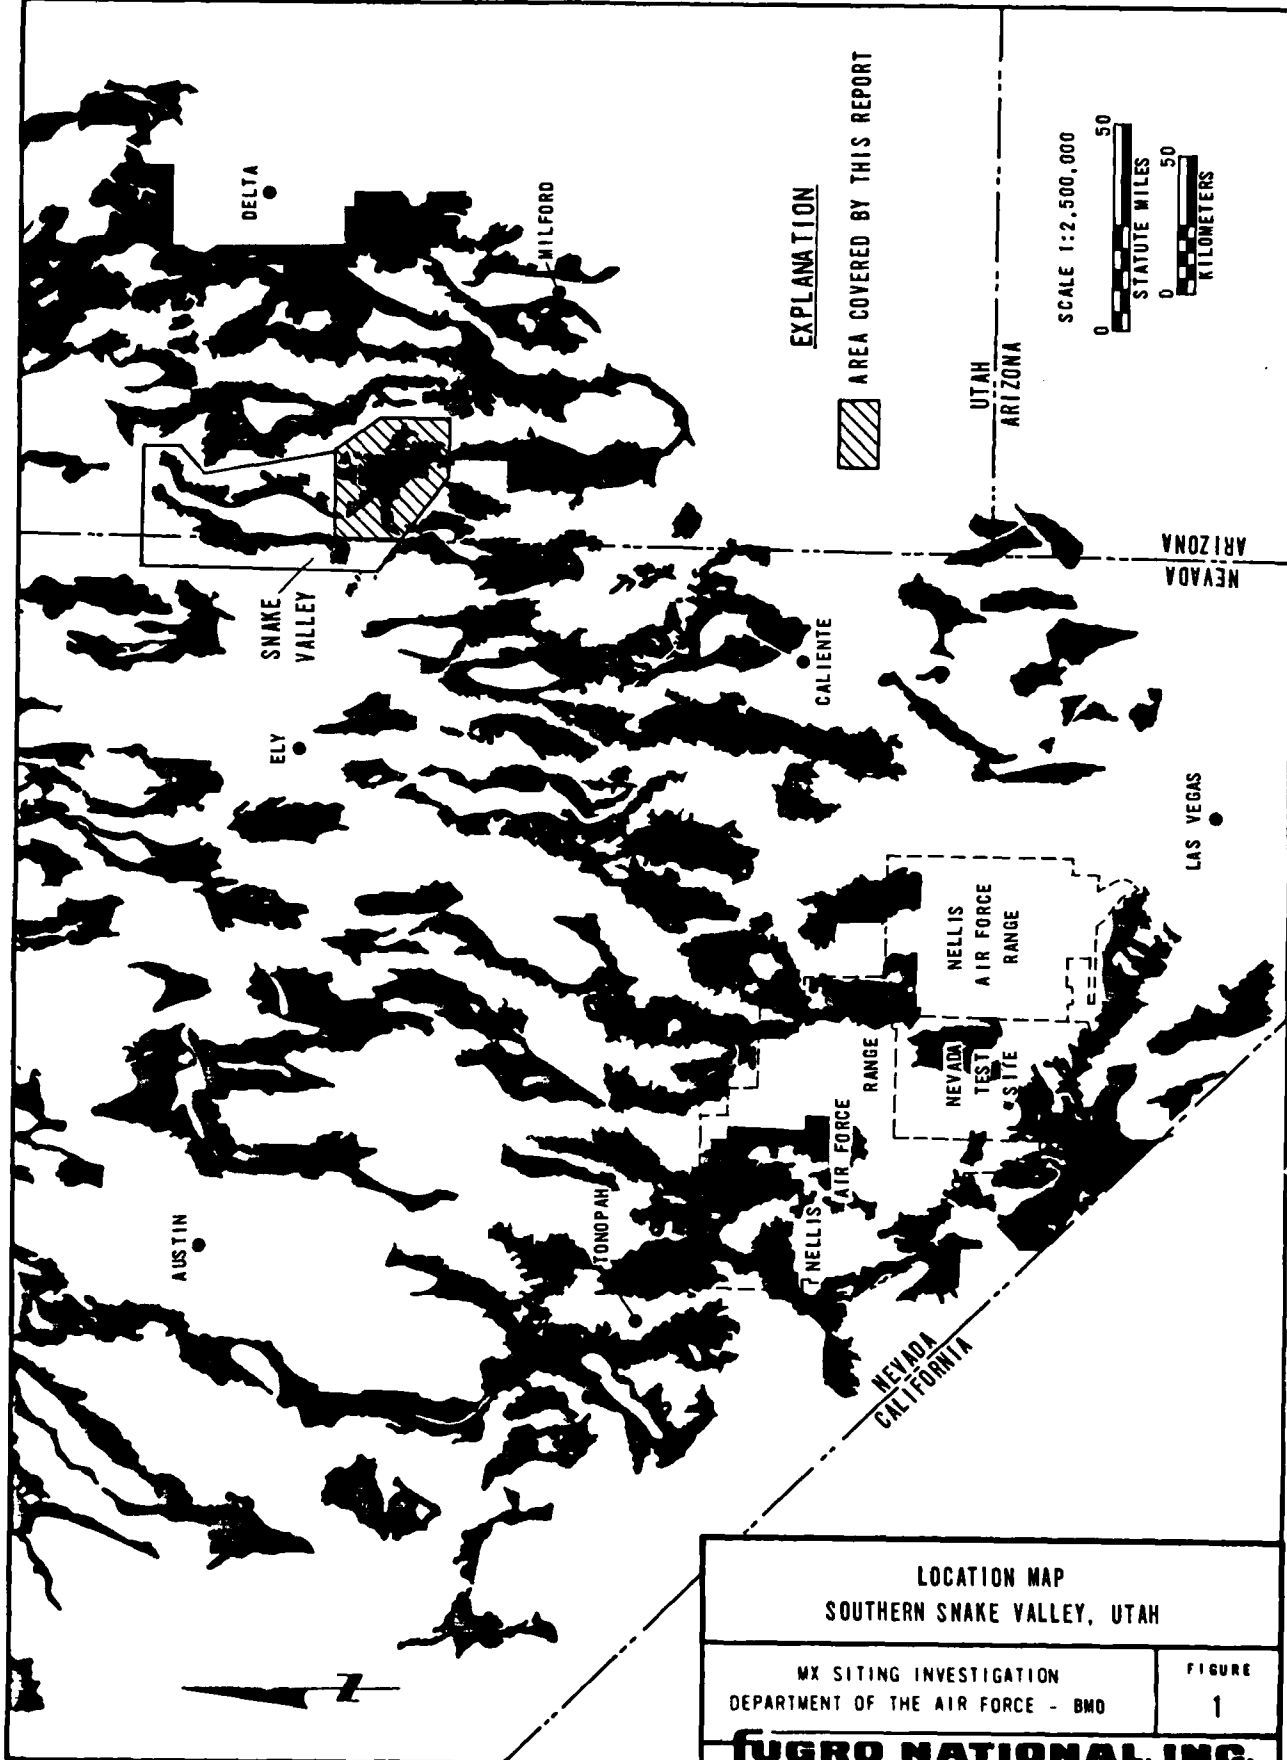 DELTA
MILFORD
SNAKE
VALLEY
ELY
CALIENTE
AUSTIN
TONOPAH
LAS VEGAS
NELLIS
AIR FORCE
RANGE
NEVADA
TEST
SITE
NELLIS
AIR FORCE
RANGE
NEVADA
CALIFORNIA
UTAH
ARIZONA
NEVADA
ARIZONA
EXPLANATION
AREA COVERED BY THIS REPORT
SCALE 1:2,500,000
0 50
STATUTE MILES
0 50
KILOMETERS
N
LOCATION MAP
SOUTHERN SNAKE VALLEY, UTAH
MX SITING INVESTIGATION
DEPARTMENT OF THE AIR FORCE - BMO
FIGURE
1
FUGRO NATIONAL, INC.